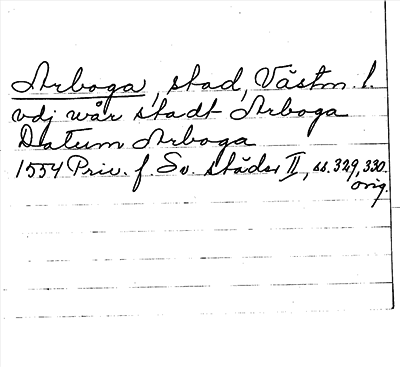 Arboga, stad, Västm. l.
vdj wår stadt Arboga
Datum Arboga
1554 Priv. f. Sv. städer II, ss. 329, 330.
orig.